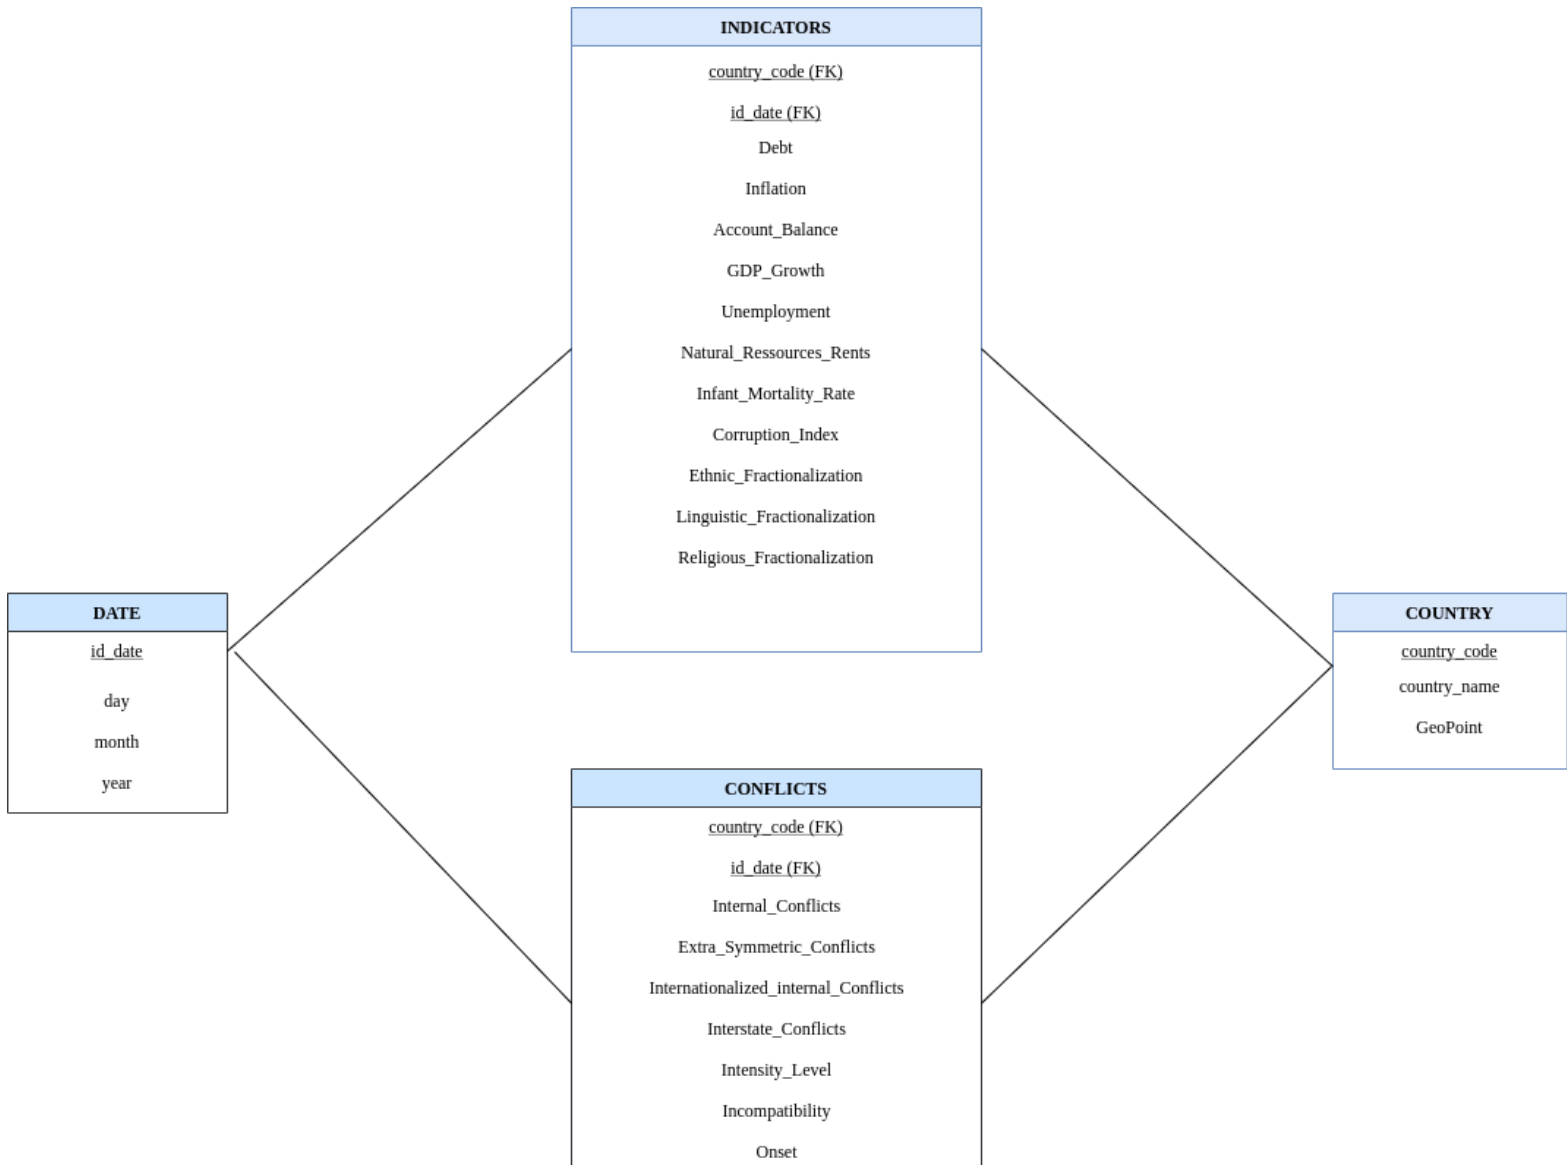 INDICATORS
country_code (FK)
id_date (FK)
Debt
Inflation
Account_Balance
GDP_Growth
Unemployment
Natural_Ressources_Rents
Infant_Mortality_Rate
Corruption_Index
Ethnic_Fractionalization
Linguistic_Fractionalization
Religious_Fractionalization
DATE
id_date
day
month
year
COUNTRY
country_code
country_name
GeoPoint
CONFLICTS
country_code (FK)
id_date (FK)
Internal_Conflicts
Extra_Symmetric_Conflicts
Internationalized_internal_Conflicts
Interstate_Conflicts
Intensity_Level
Incompatibility
Onset